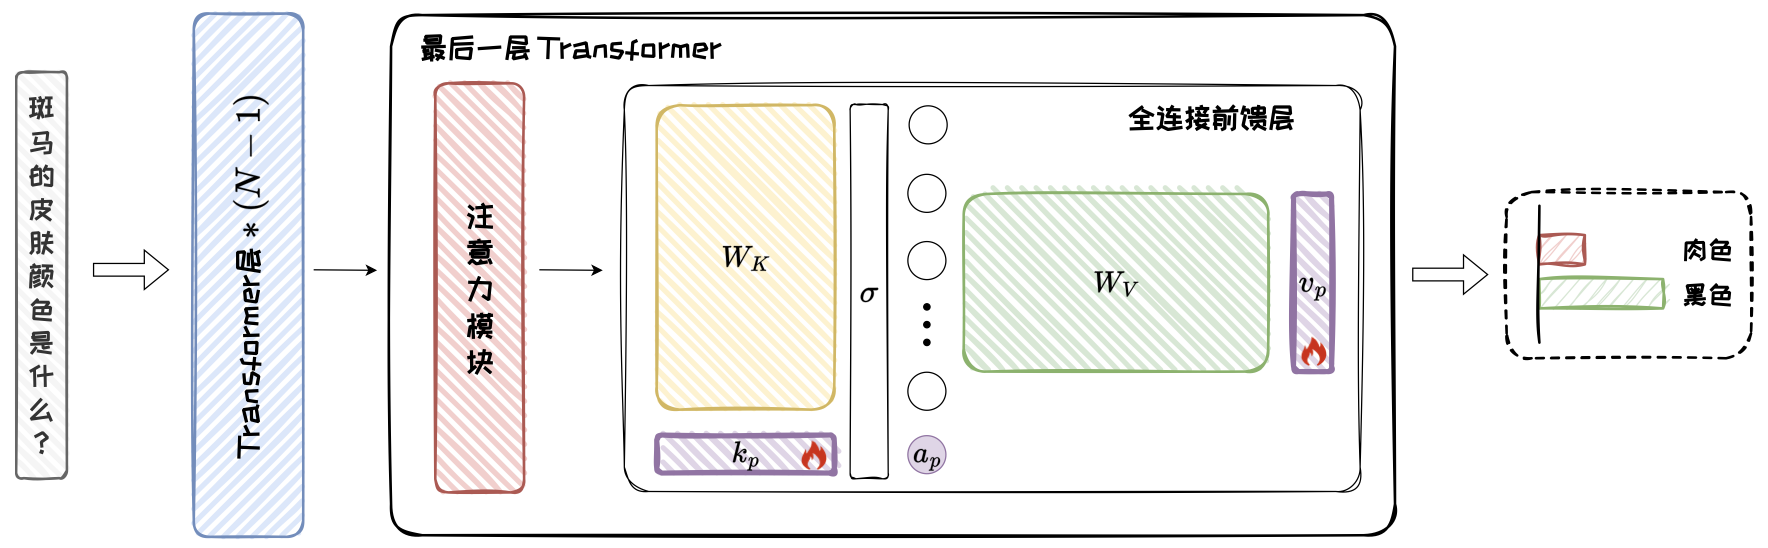 斑马的皮肤颜色是什么?
Transformer层 * (N − 1)
最后一层 Transformer
注意力模块
W_K
k_p
σ
a_p
全连接前馈层
W_V
v_p
肉色
黑色